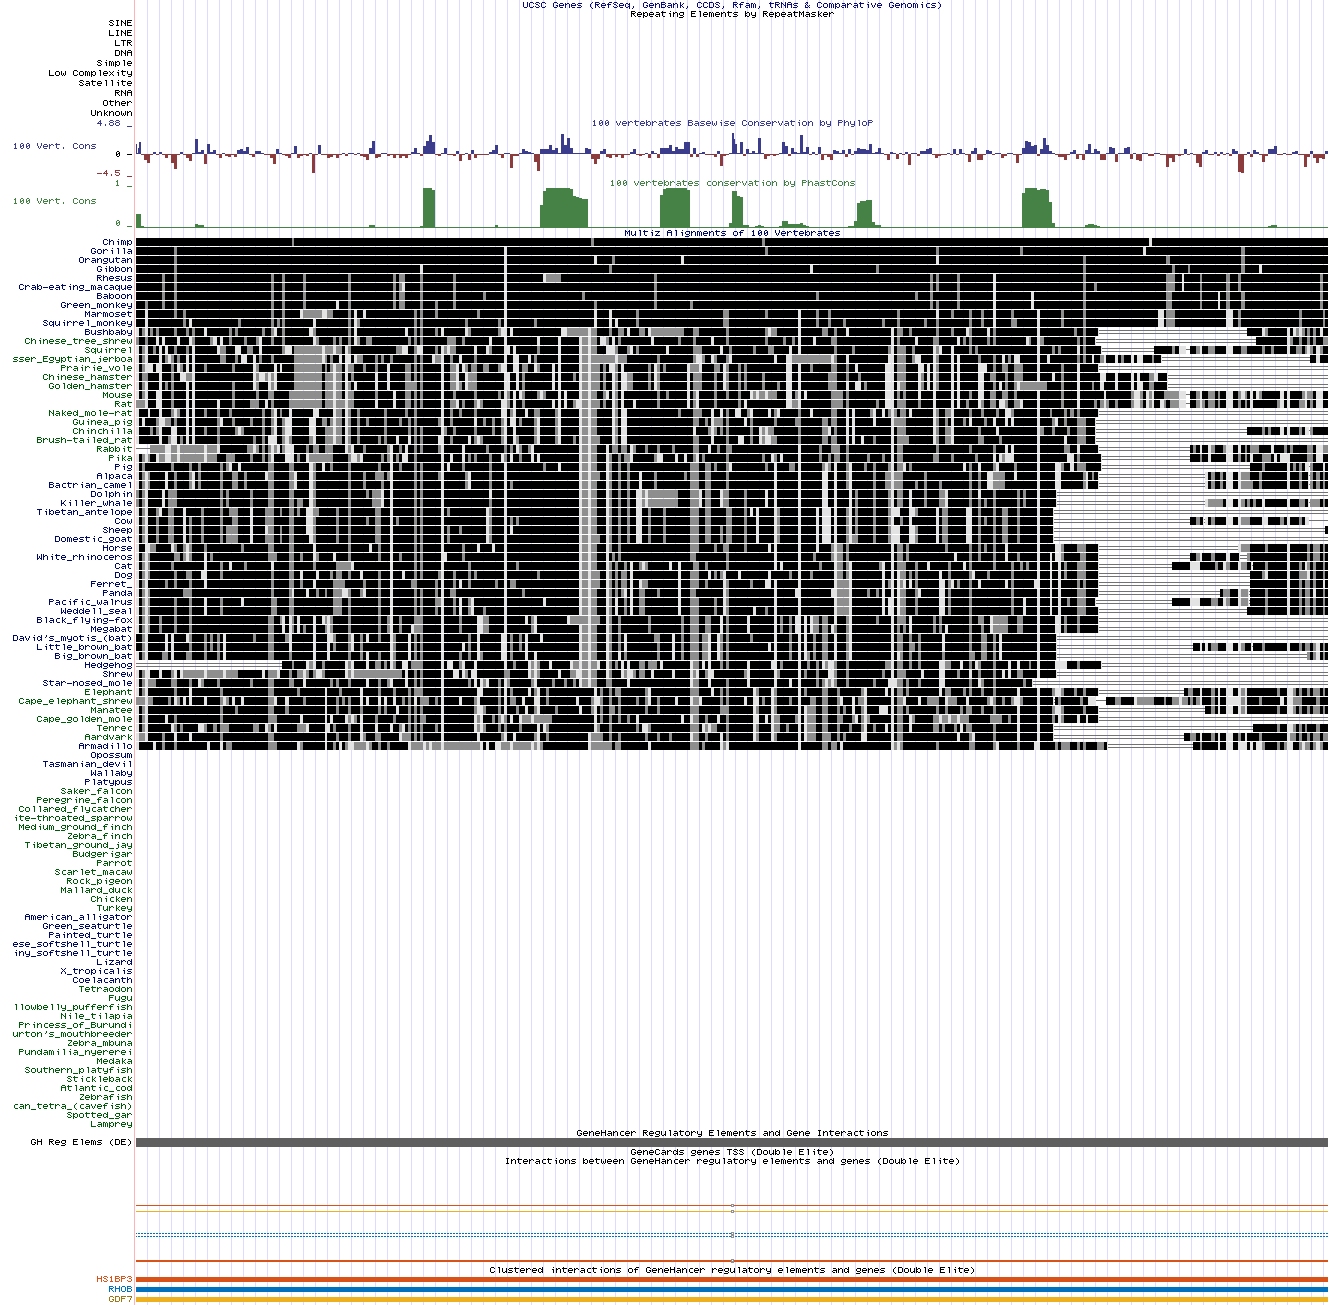 UCSC Genes (RefSeq, GenBank, CCDS, Rfam, tRNAs & Comparative Genomics)
Repeating Elements by RepeatMasker
SINE
LINE
LTR
DNA
Simple
Low Complexity
Satellite
RNA
Other
Unknown
4.88 _
100 vertebrates Basewise Conservation by PhyloP
100 Vert. Cons
0 _
-4.5 _
1 _
100 vertebrates conservation by PhastCons
100 Vert. Cons
0 _
Multiz Alignments of 100 Vertebrates
Chimp
Gorilla
Orangutan
Gibbon
Rhesus
Crab-eating_macaque
Baboon
Green_monkey
Marmoset
Squirrel_monkey
Bushbaby
Chinese_tree_shrew
Squirrel
sser_Egyptian_jerboa
Prairie_vole
Chinese_hamster
Golden_hamster
Mouse
Rat
Naked_mole-rat
Guinea_pig
Chinchilla
Brush-tailed_rat
Rabbit
Pika
Pig
Alpaca
Bactrian_camel
Dolphin
Killer_whale
Tibetan_antelope
Cow
Sheep
Domestic_goat
Horse
White_rhinoceros
Cat
Dog
Ferret_
Panda
Pacific_walrus
Weddell_seal
Black_flying-fox
Megabat
David's_myotis_(bat)
Little_brown_bat
Big_brown_bat
Hedgehog
Shrew
Star-nosed_mole
Elephant
Cape_elephant_shrew
Manatee
Cape_golden_mole
Tenrec
Aardvark
Armadillo
Opossum
Tasmanian_devil
Wallaby
Platypus
Saker_falcon
Peregrine_falcon
Collared_flycatcher
ite-throated_sparrow
Medium_ground_finch
Zebra_finch
Tibetan_ground_jay
Budgerigar
Parrot
Scarlet_macaw
Rock_pigeon
Mallard_duck
Chicken
Turkey
American_alligator
Green_seaturtle
Painted_turtle
ese_softshell_turtle
iny_softshell_turtle
Lizard
X_tropicalis
Coelacanth
Tetraodon
Fugu
llowbelly_pufferfish
Nile_tilapia
Princess_of_Burundi
urton's_mouthbreeder
Zebra_mbuna
Pundamilia_nyererei
Medaka
Southern_platyfish
Stickleback
Atlantic_cod
Zebrafish
can_tetra_(cavefish)
Spotted_gar
Lamprey
GeneHancer Regulatory Elements and Gene Interactions
GH Reg Elems (DE)
GeneCards genes TSS (Double Elite)
Interactions between GeneHancer regulatory elements and genes (Double Elite)
Clustered interactions of GeneHancer regulatory elements and genes (Double Elite)
HS1BP3
RHOB
GDF7